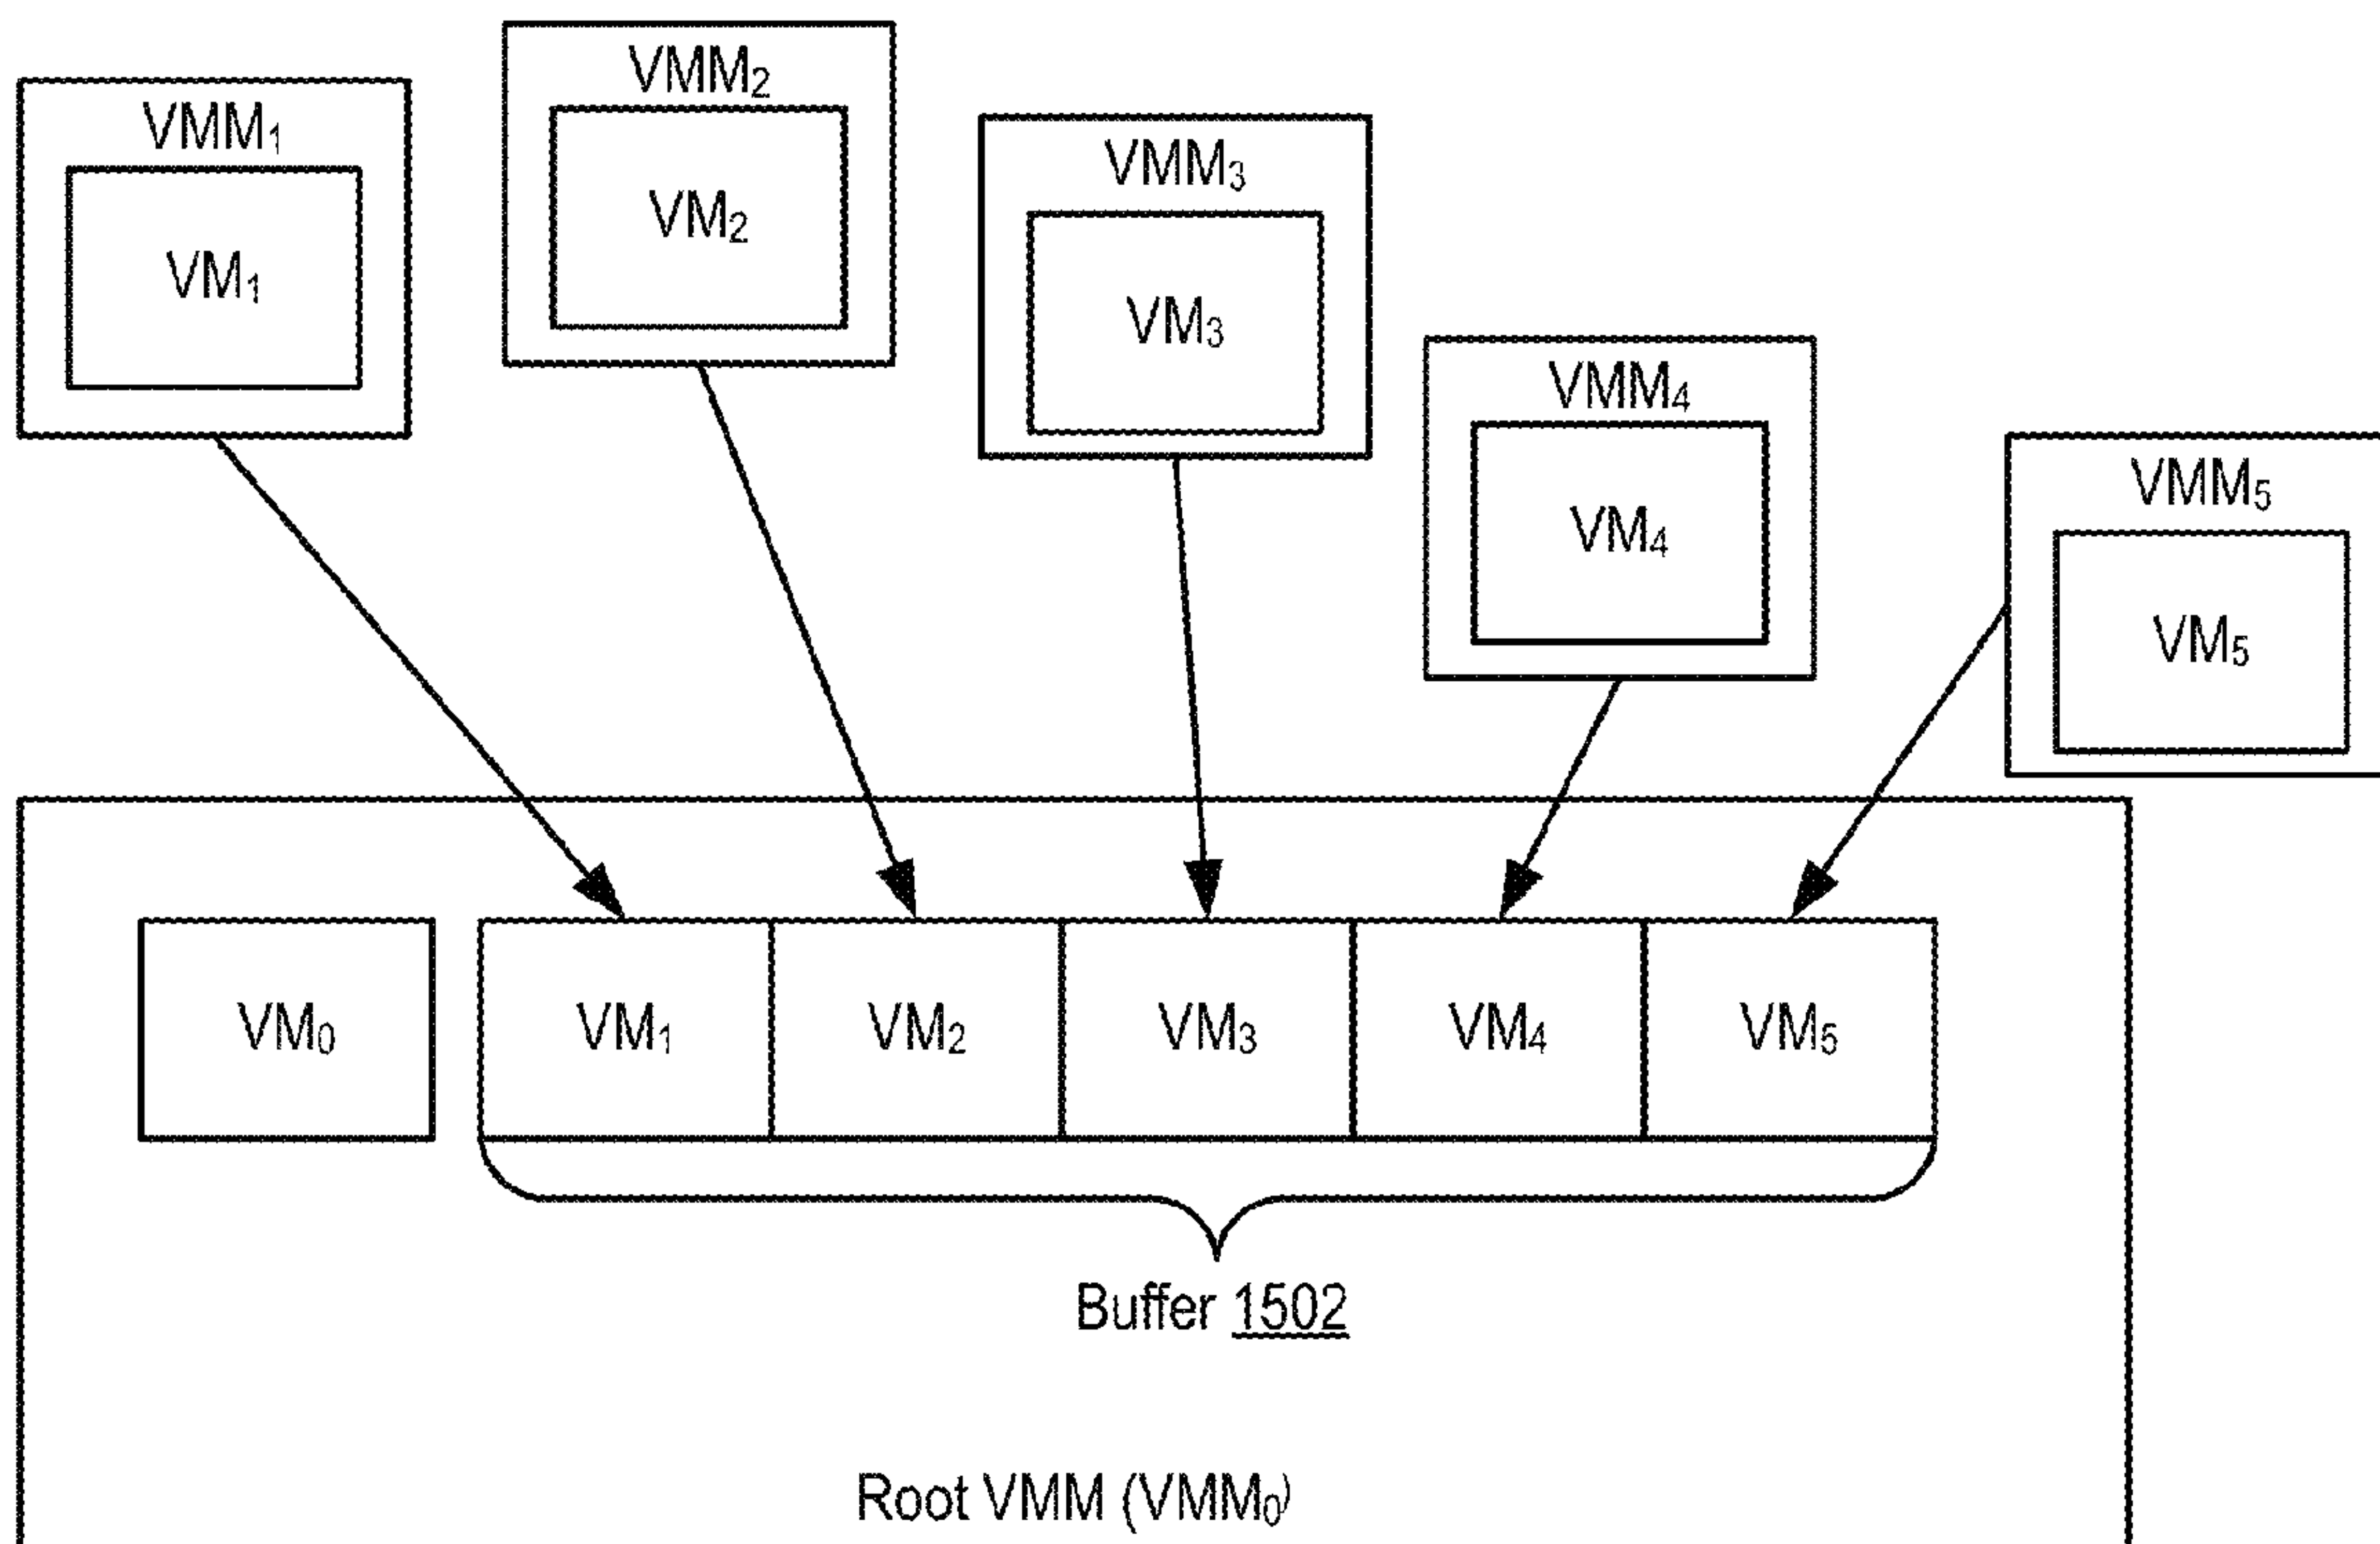 VMM₁
VM₁
VMM₂
VM₂
VMM₃
VM₃
VMM₄
VM₄
VMM₅
VM₅
VM₀
VM₁
VM₂
VM₃
VM₄
VM₅
Buffer 1502
Root VMM (VMM₀)